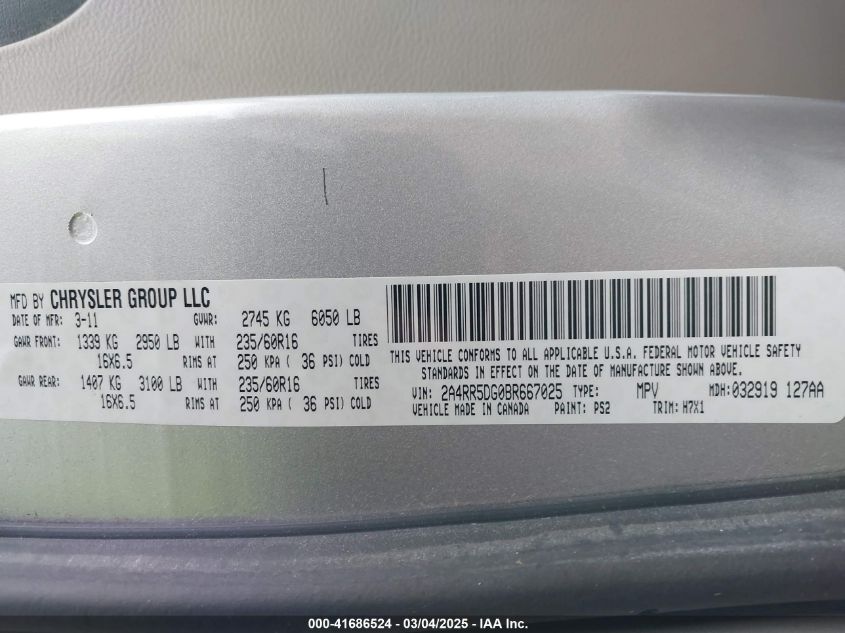 MFD BY CHRYSLER GROUP LLC
DATE OF MFR: 3-11 GVWR: 2745 KG 6050 LB
GAWR FRONT: 1339 KG 2950 LB WITH 235/60R16 TIRES
16X6.5 RIMS AT 250 KPA ( 36 PSI) COLD
GAWR REAR: 1407 KG 3100 LB WITH 235/60R16 TIRES
16X6.5 RIMS AT 250 KPA ( 36 PSI) COLD
THIS VEHICLE CONFORMS TO ALL APPLICABLE U.S.A. FEDERAL MOTOR VEHICLE SAFETY
STANDARDS IN EFFECT ON THE DATE OF MANUFACTURE SHOWN ABOVE.
VIN: 2A4RR5DG0BR667025 TYPE: MPV MDH:032919 127AA
VEHICLE MADE IN CANADA PAINT: PS2 TRIM: H7X1
000-41686524 - 03/04/2025 - IAA Inc.